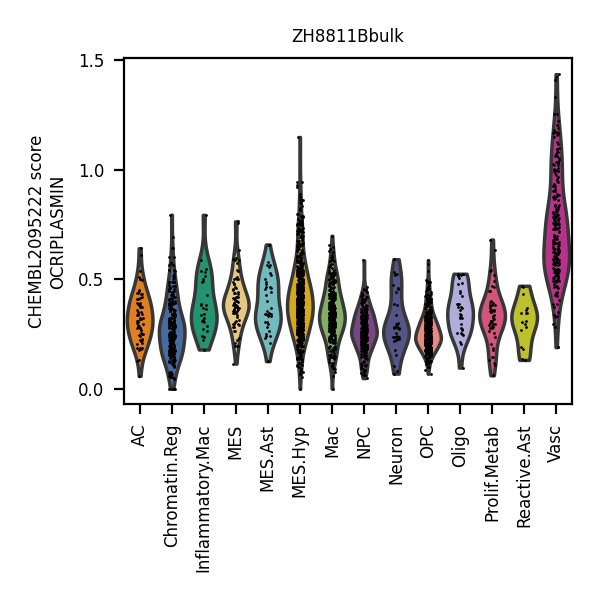 ZH8811Bbulk
CHEMBL2095222 score
OCRIPLASMIN
1.5
1.0
0.5
0.0
AC
Chromatin.Reg
Inflammatory.Mac
MES
MES.Ast
MES.Hyp
Mac
NPC
Neuron
OPC
Oligo
Prolif.Metab
Reactive.Ast
Vasc